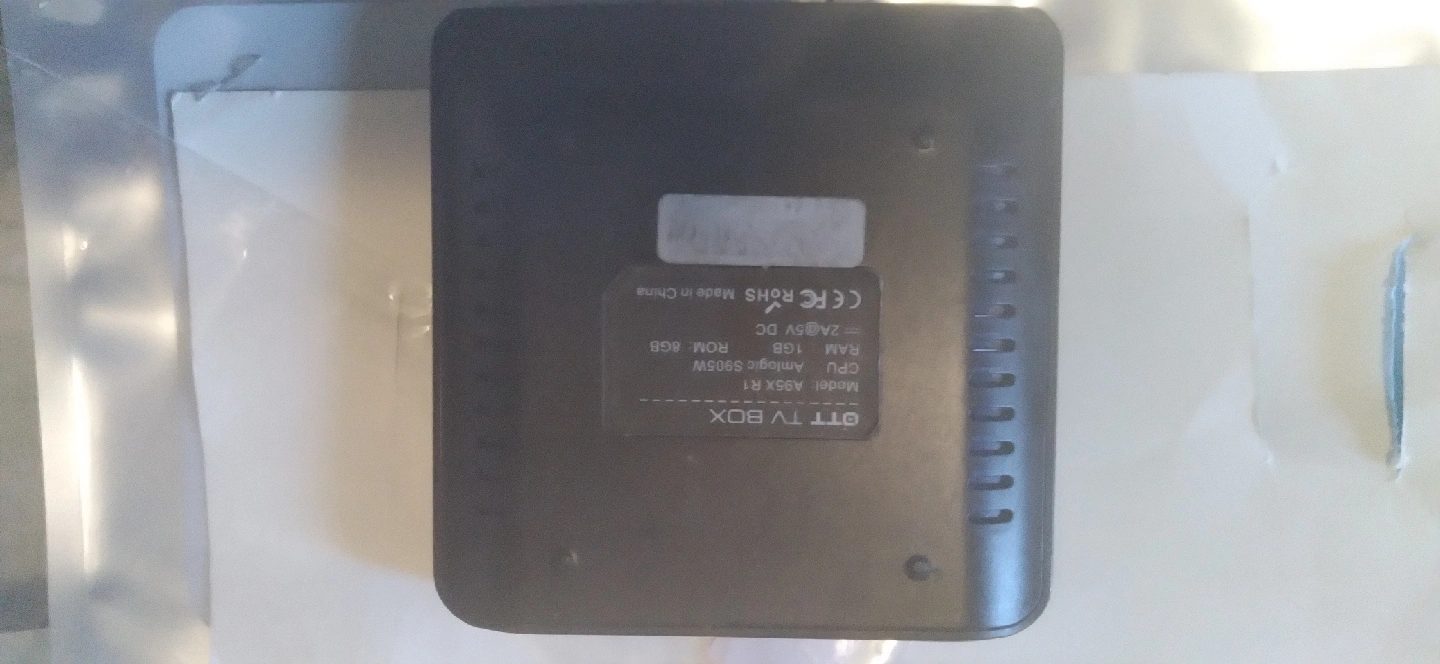 OTT TV BOX
Model: A95X R1
CPU Amlogic S905W
RAM 1GB ROM: 8GB
⎓ 2A@5V DC
CE FC RoHS Made in China